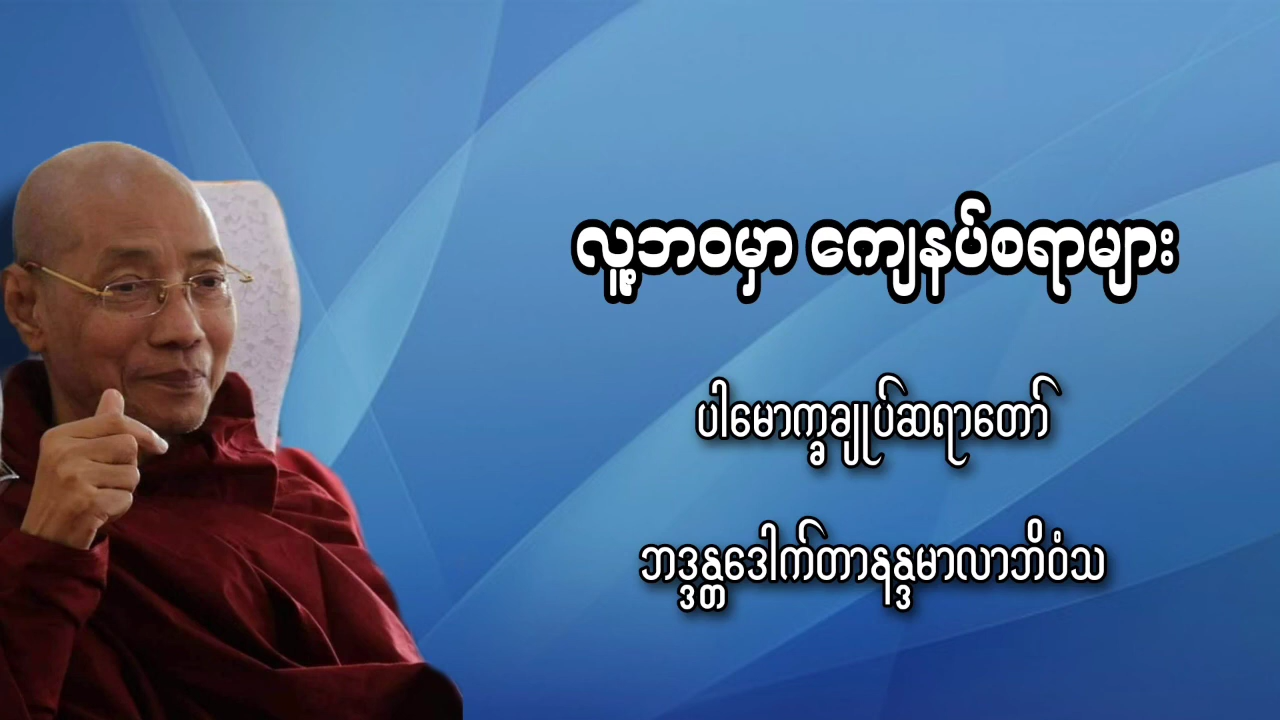 လူ့ဘဝမှာ ကျေနပ်စရာများ
ပါမောက္ခချုပ်ဆရာတော်
ဘဒ္ဒန္တဒေါက်တာနန္ဒမာလာဘိဝံသ